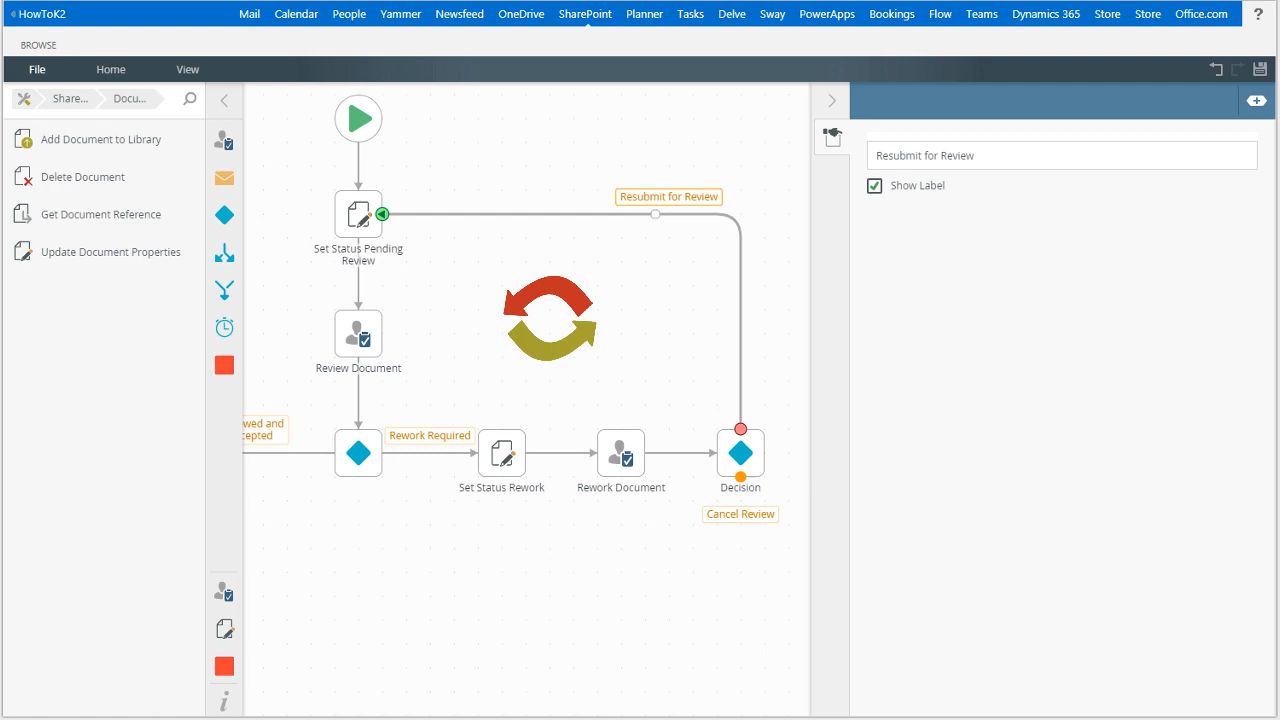 HowToK2
Mail Calendar People Yammer Newsfeed OneDrive SharePoint Planner Tasks Delve Sway PowerApps Bookings Flow Teams Dynamics 365 Store Store Office.com ?
BROWSE
File Home View
Share... Docu...
Add Document to Library
Delete Document
Get Document Reference
Update Document Properties
Resubmit for Review
Set Status Pending
Review
Review Document
wed and
cepted
Rework Required
Set Status Rework
Rework Document
Decision
Cancel Review
Resubmit for Review
Show Label